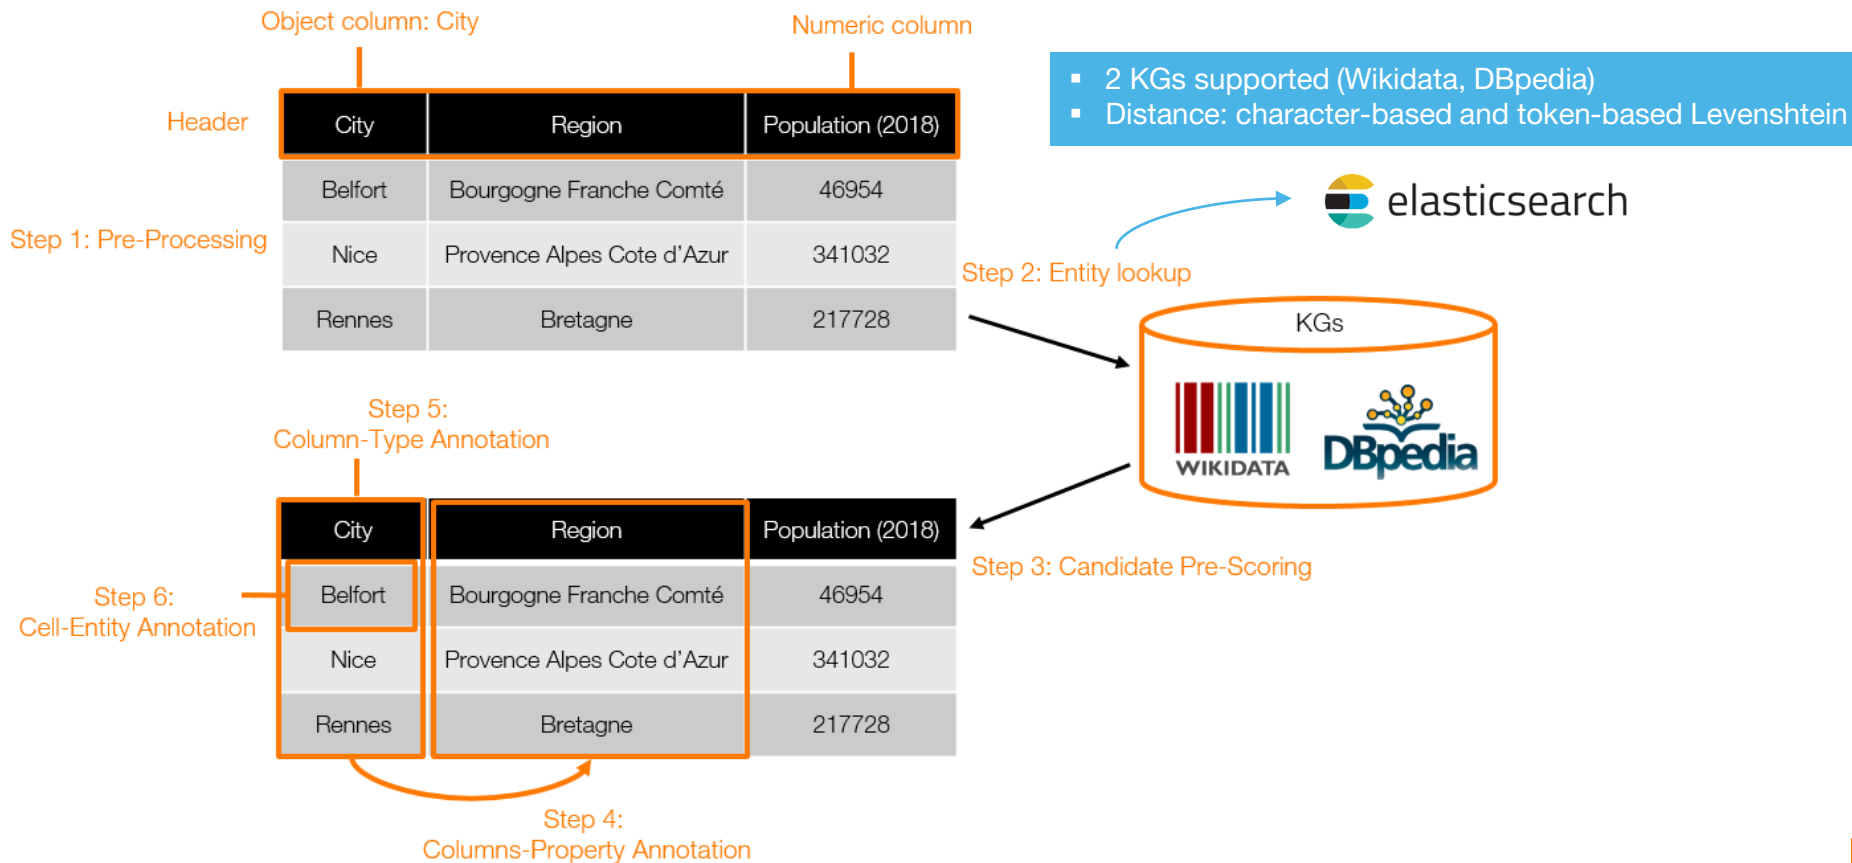 Object column: City
Numeric column
▪ 2 KGs supported (Wikidata, DBpedia)
▪ Distance: character-based and token-based Levenshtein
Header
City Region Population (2018)
Belfort Bourgogne Franche Comté 46954
elasticsearch
Step 1: Pre-Processing
Nice Provence Alpes Cote d'Azur 341032
Step 2: Entity lookup
Rennes Bretagne 217728
KGs
WIKIDATA
DBpedia
Step 5:
Column-Type Annotation
City Region Population (2018)
Step 3: Candidate Pre-Scoring
Belfort Bourgogne Franche Comté 46954
Step 6:
Cell-Entity Annotation
Nice Provence Alpes Cote d'Azur 341032
Rennes Bretagne 217728
Step 4:
Columns-Property Annotation